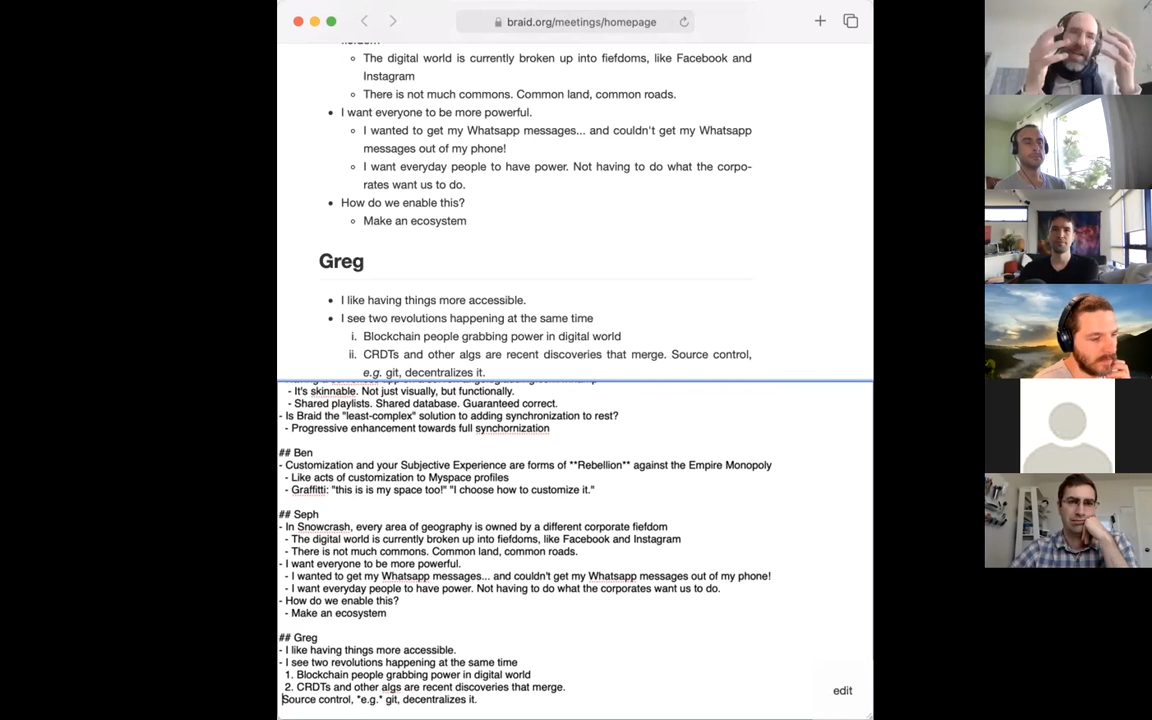 braid.org/meetings/homepage
fiefdom
◦ The digital world is currently broken up into fiefdoms, like Facebook and
Instagram
◦ There is not much commons. Common land, common roads.
• I want everyone to be more powerful.
◦ I wanted to get my Whatsapp messages... and couldn't get my Whatsapp
messages out of my phone!
◦ I want everyday people to have power. Not having to do what the corpo-
rates want us to do.
• How do we enable this?
◦ Make an ecosystem
Greg
• I like having things more accessible.
• I see two revolutions happening at the same time
i. Blockchain people grabbing power in digital world
ii. CRDTs and other algs are recent discoveries that merge. Source control,
e.g. git, decentralizes it.
- It's skinnable. Not just visually, but functionally.
- Shared playlists. Shared database. Guaranteed correct.
- Is Braid the "least-complex" solution to adding synchronization to rest?
- Progressive enhancement towards full synchornization
## Ben
- Customization and your Subjective Experience are forms of **Rebellion** against the Empire Monopoly
- Like acts of customization to Myspace profiles
- Graffitti: "this is is my space too!" "I choose how to customize it."
## Seph
- In Snowcrash, every area of geography is owned by a different corporate fiefdom
- The digital world is currently broken up into fiefdoms, like Facebook and Instagram
- There is not much commons. Common land, common roads.
- I want everyone to be more powerful.
- I wanted to get my Whatsapp messages... and couldn't get my Whatsapp messages out of my phone!
- I want everyday people to have power. Not having to do what the corporates want us to do.
- How do we enable this?
- Make an ecosystem
## Greg
- I like having things more accessible.
- I see two revolutions happening at the same time
1. Blockchain people grabbing power in digital world
2. CRDTs and other algs are recent discoveries that merge.
Source control, *e.g.* git, decentralizes it.
edit